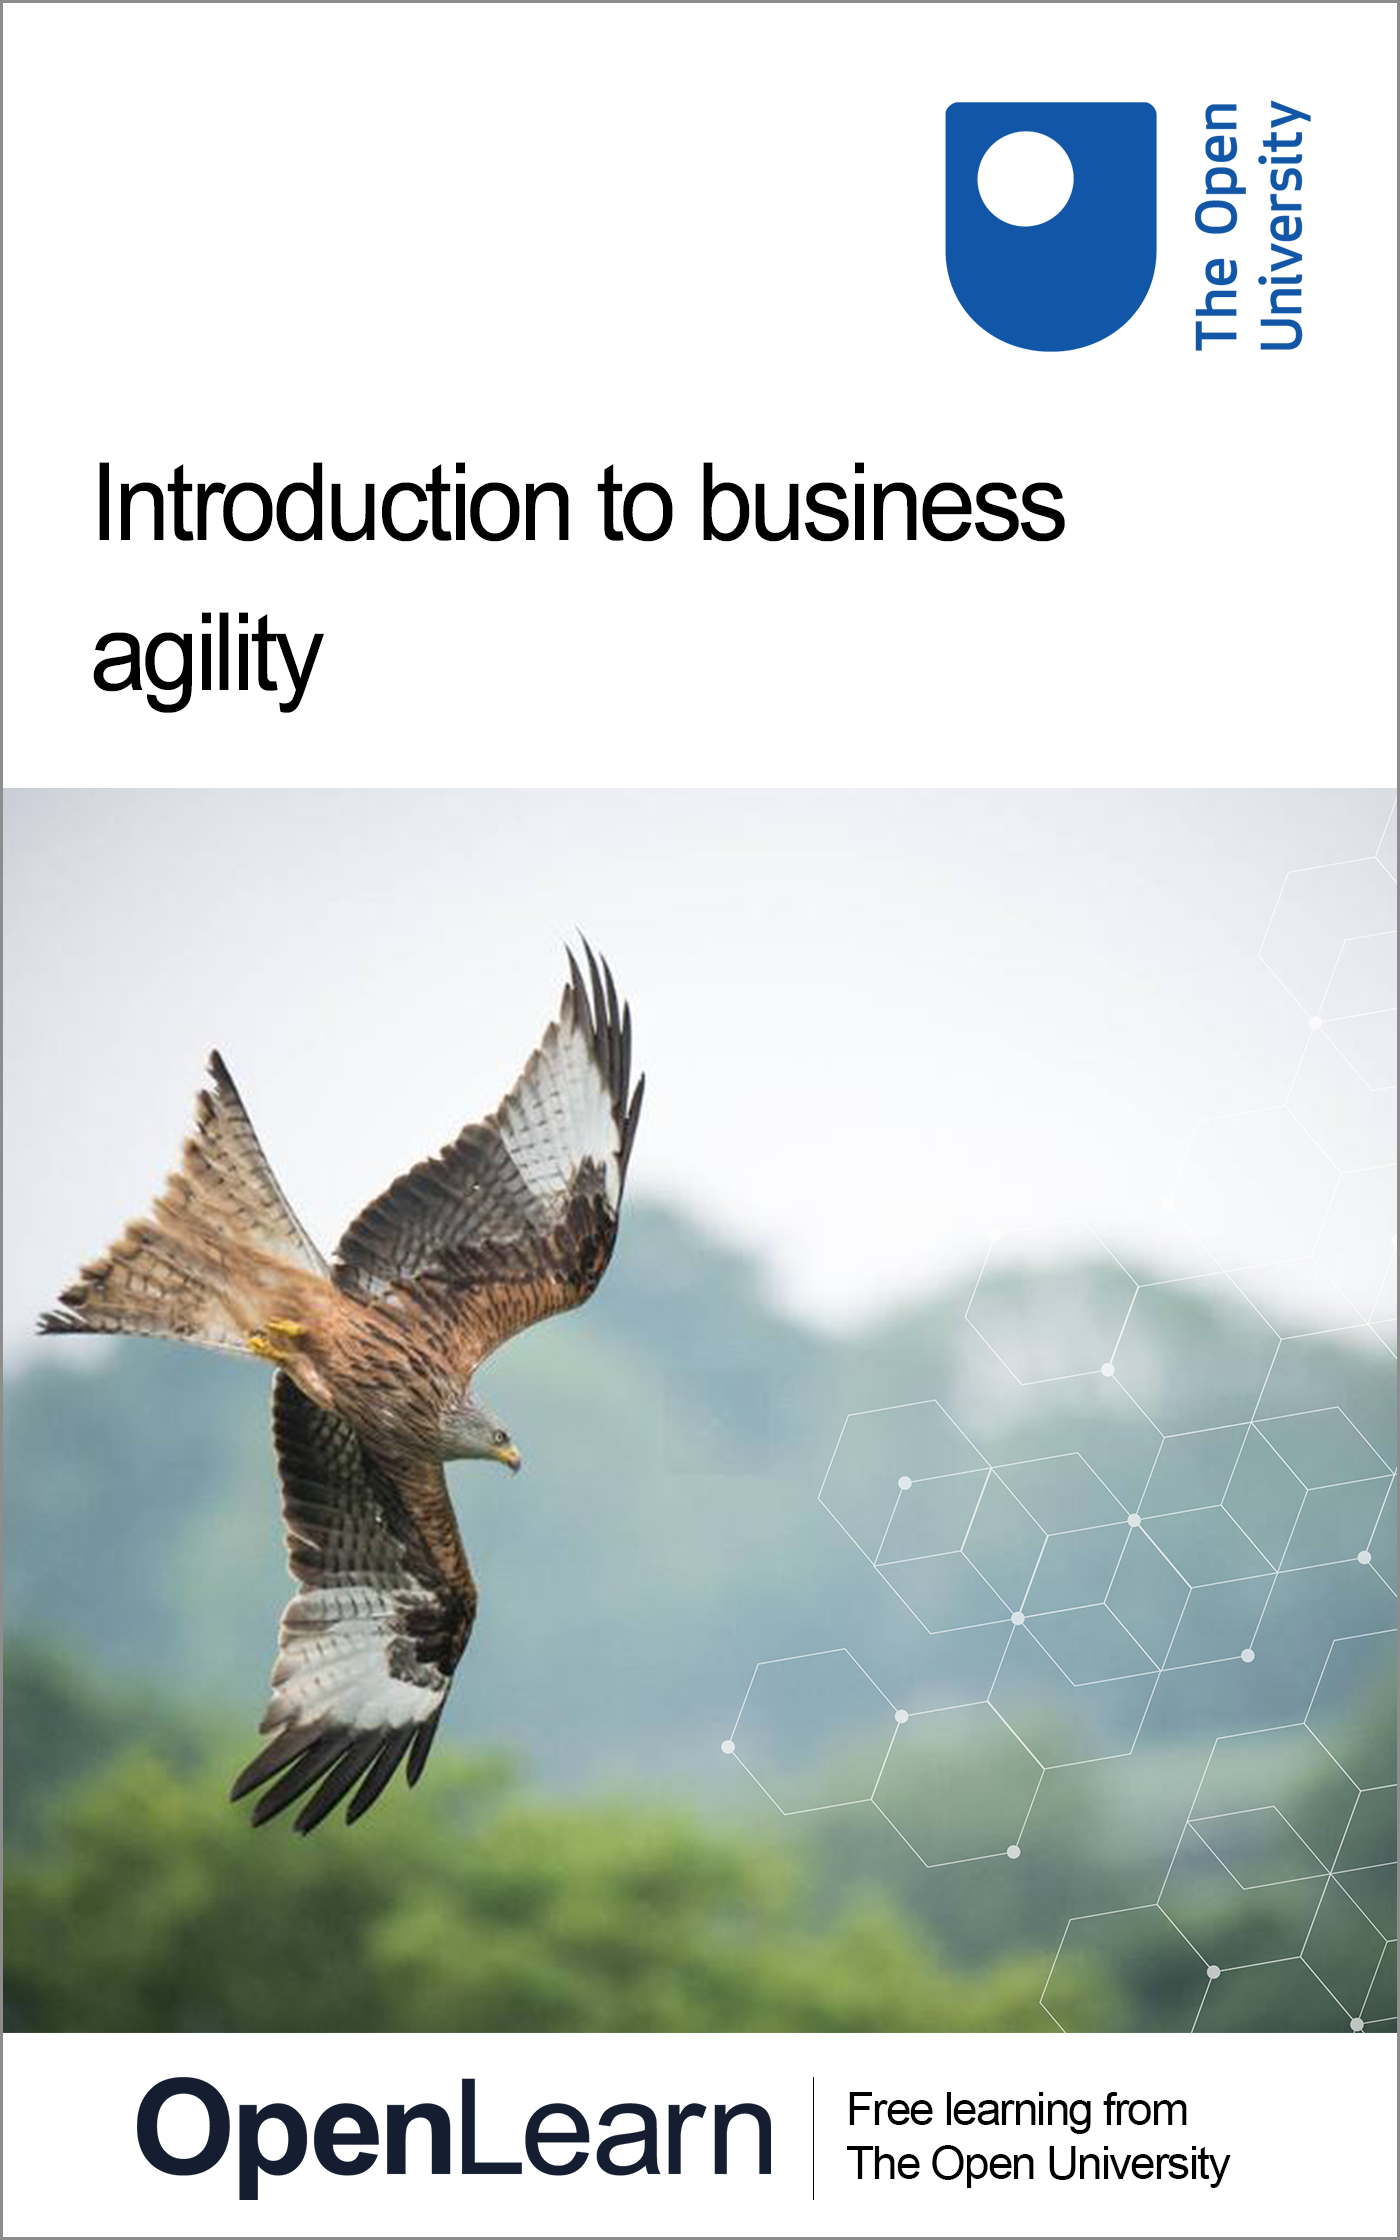 The Open
University
Introduction to business
agility
OpenLearn
Free learning from
The Open University